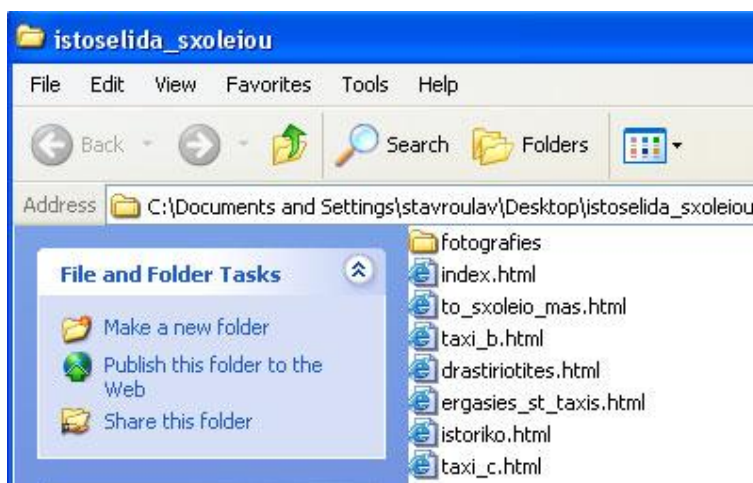 istoselida_sxoleiou
File Edit View Favorites Tools Help
Back Search Folders
Address C:\Documents and Settings\stavroulav\Desktop\istoselida_sxoleiou
File and Folder Tasks
Make a new folder
Publish this folder to the
Web
Share this folder
fotografies
index.html
to_sxoleio_mas.html
taxi_b.html
drastiriotites.html
ergasies_st_taxis.html
istoriko.html
taxi_c.html